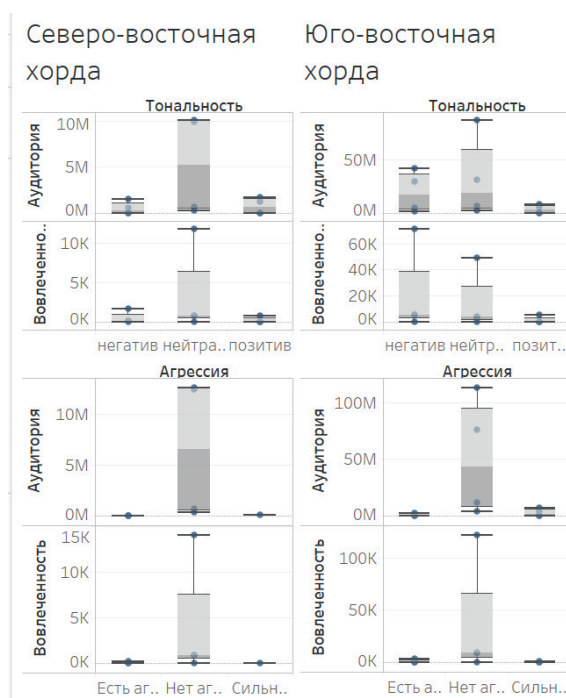 Северо-восточная
хорда
Тональность
Аудитория
10M
5M
0M
Вовлеченно..
10K
5K
0K
негатив нейтра.. позитив
Агрессия
Аудитория
10M
5M
0M
Вовлеченность
15K
10K
5K
0K
Есть аг.. Нет аг.. Сильн..
Юго-восточная
хорда
Тональность
Аудитория
50M
0M
Вовлеченно..
60K
40K
20K
0K
негатив нейтр.. позит..
Агрессия
Аудитория
100M
50M
0M
Вовлеченность
100K
50K
0K
Есть а.. Нет аг.. Сильн..